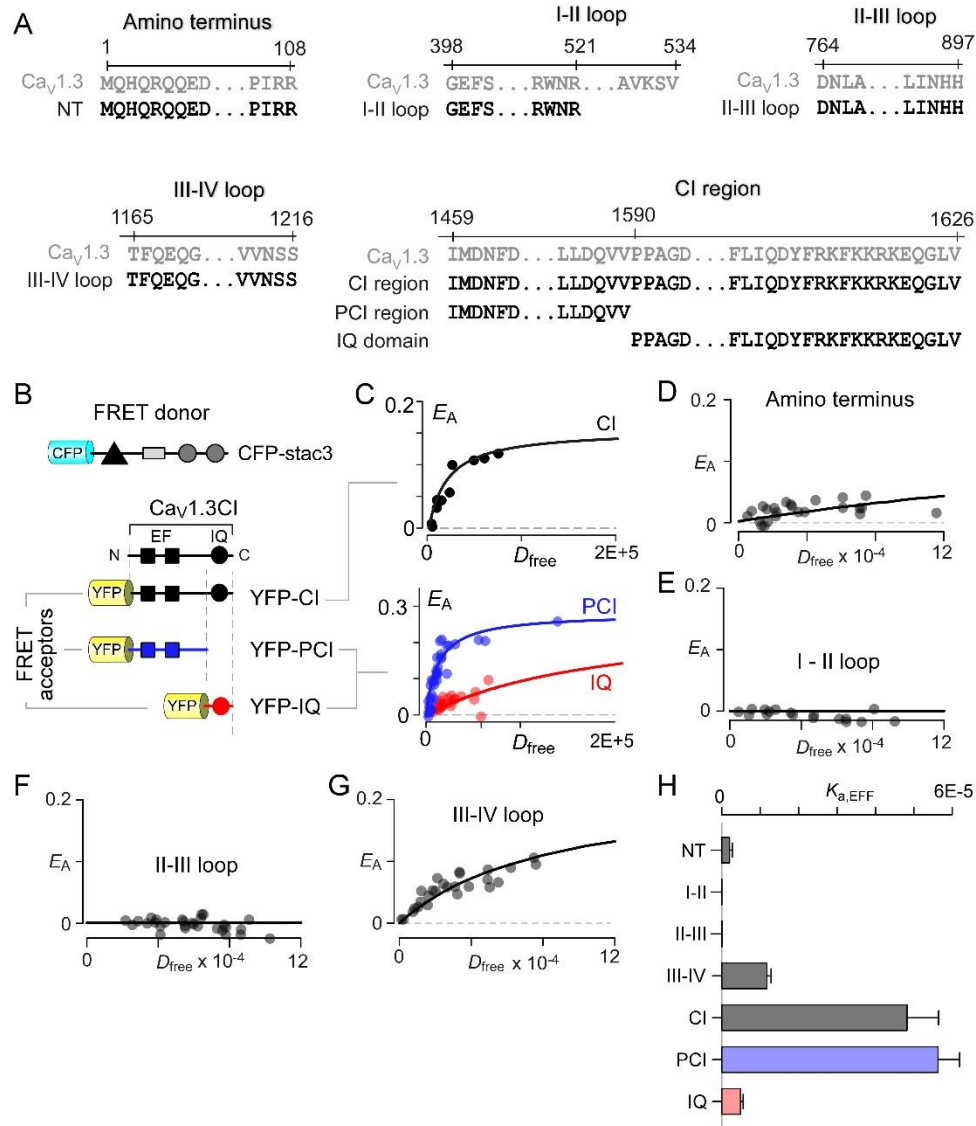 A
Amino terminus
1 108
CaV1.3 MQHQRQQED...PIRR
NT MQHQRQQED...PIRR
I-II loop
398 521 534
CaV1.3 GEFS...RWNR...AVKSV
I-II loop GEFS...RWNR
II-III loop
764 897
CaV1.3 DNLA...LINHH
II-III loop DNLA...LINHH
III-IV loop
1165 1216
CaV1.3 TFQEQG...VVNSS
III-IV loop TFQEQG...VVNSS
CI region
1459 1590 1626
CaV1.3 IMDNFD...LLDQVVPPAGD...FLIQDYFRKFKKRKEQGLV
CI region IMDNFD...LLDQVVPPAGD...FLIQDYFRKFKKRKEQGLV
PCI region IMDNFD...LLDQVV
IQ domain PPAGD...FLIQDYFRKFKKRKEQGLV
B
FRET donor
CFP CFP-stac3
CaV1.3CI
EF IQ
N C
YFP YFP-CI
YFP YFP-PCI
YFP YFP-IQ
FRET
acceptors
C
0.2 EA
CI
0
0 Dfree 2E+5
0.3 EA
PCI
IQ
0
0 Dfree 2E+5
D
Amino terminus
0.2
EA
0
0 Dfree x 10-4 12
E
0.2
EA
I - II loop
0
0 Dfree x 10-4 12
F
0.2
II-III loop
EA
0
0 Dfree x 10-4 12
G
0.2
III-IV loop
EA
0
0 Dfree x 10-4 12
H
0 Ka,EFF 6E-5
NT
I-II
II-III
III-IV
CI
PCI
IQ